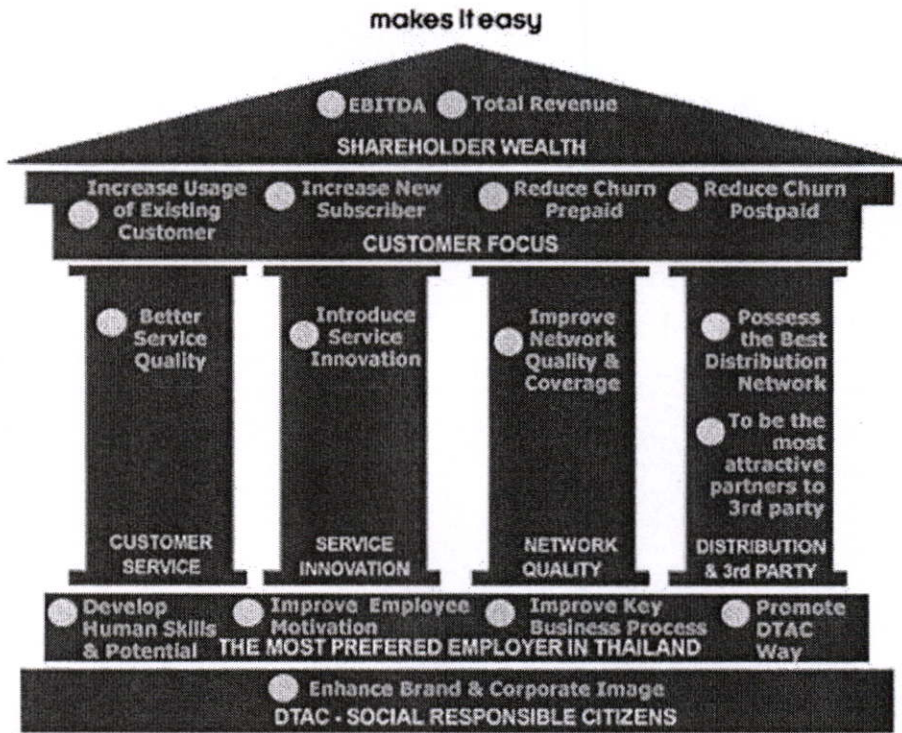 makes it easy
EBITDA Total Revenue
SHAREHOLDER WEALTH
Increase Usage
of Existing
Customer
Increase New
Subscriber
Reduce Churn
Prepaid
Reduce Churn
Postpaid
CUSTOMER FOCUS
Better
Service
Quality
CUSTOMER
SERVICE
Introduce
Service
Innovation
SERVICE
INNOVATION
Improve
Network
Quality &
Coverage
NETWORK
QUALITY
Possess
the Best
Distribution
Network
To be the
most
attractive
partners to
3rd party
DISTRIBUTION
& 3rd PARTY
Develop
Human Skills
& Potential
Improve Employee
Motivation
Improve Key
Business Process
Promote
DTAC
Way
THE MOST PREFERED EMPLOYER IN THAILAND
Enhance Brand & Corporate Image
DTAC - SOCIAL RESPONSIBLE CITIZENS